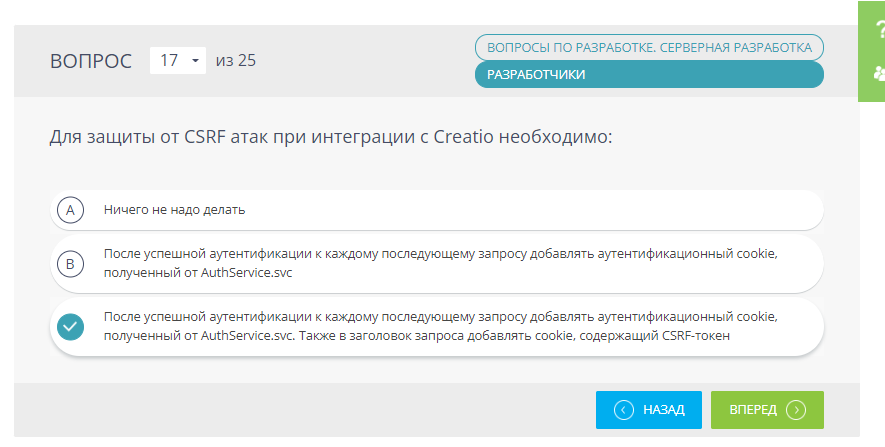 ВОПРОС 17 из 25
ВОПРОСЫ ПО РАЗРАБОТКЕ. СЕРВЕРНАЯ РАЗРАБОТКА
РАЗРАБОТЧИКИ
?
Для защиты от CSRF атак при интеграции с Creatio необходимо:
A Ничего не надо делать
B После успешной аутентификации к каждому последующему запросу добавлять аутентификационный cookie,
полученный от AuthService.svc
После успешной аутентификации к каждому последующему запросу добавлять аутентификационный cookie,
полученный от AuthService.svc. Также в заголовок запроса добавлять cookie, содержащий CSRF-токен
НАЗАД ВПЕРЕД